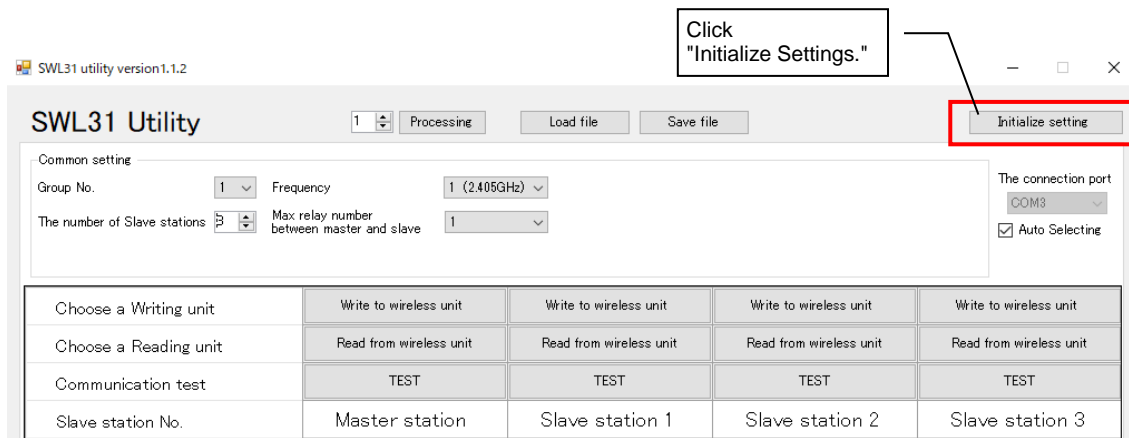 Click
"Initialize Settings."
SWL31 utility version1.1.2
SWL31 Utility
1 Processing Load file Save file Initialize setting
Common setting
Group No. 1 Frequency 1 (2.405GHz)
The number of Slave stations 3 Max relay number
between master and slave 1
The connection port
COM3
Auto Selecting
Choose a Writing unit Write to wireless unit Write to wireless unit Write to wireless unit Write to wireless unit
Choose a Reading unit Read from wireless unit Read from wireless unit Read from wireless unit Read from wireless unit
Communication test TEST TEST TEST TEST
Slave station No. Master station Slave station 1 Slave station 2 Slave station 3